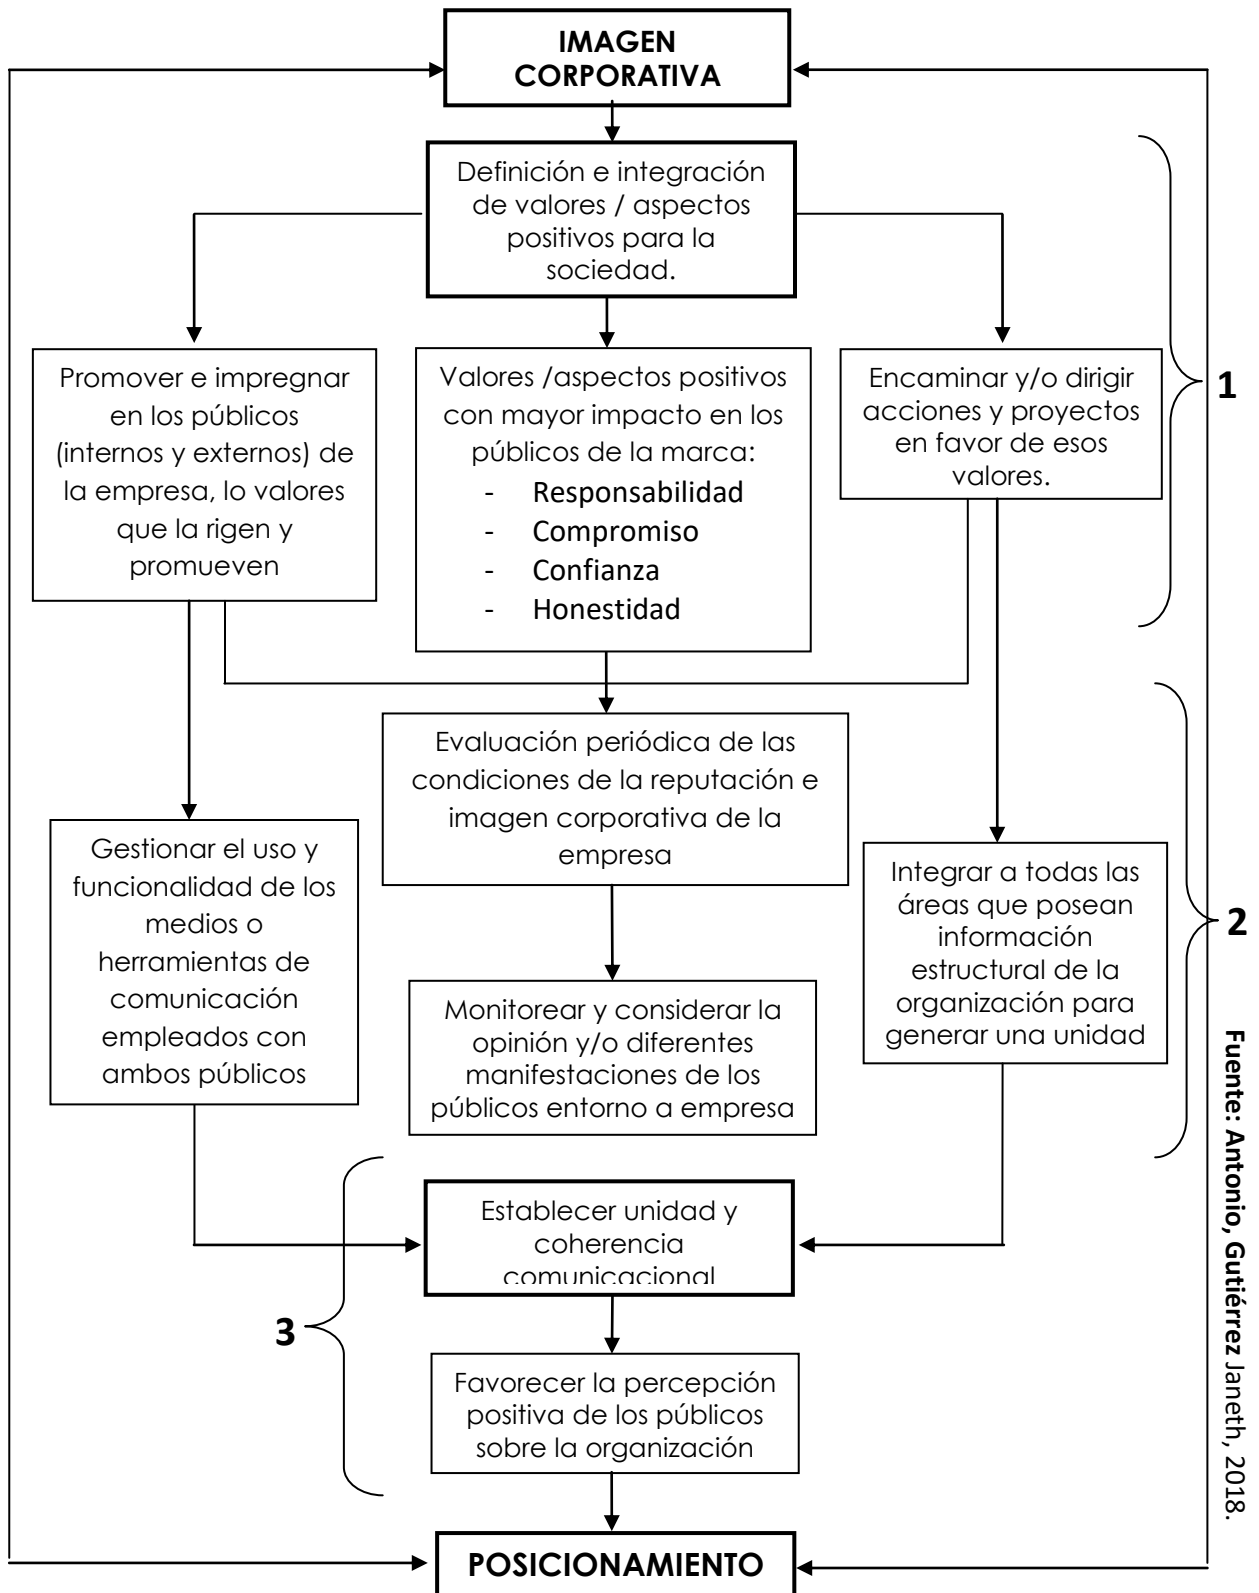 IMAGEN
CORPORATIVA
Definición e integración
de valores / aspectos
positivos para la
sociedad.
Promover e impregnar
en los públicos
(internos y externos) de
la empresa, lo valores
que la rigen y
promueven
Valores /aspectos positivos
con mayor impacto en los
públicos de la marca:
- Responsabilidad
- Compromiso
- Confianza
- Honestidad
Encaminar y/o dirigir
acciones y proyectos
en favor de esos
valores.
1
Evaluación periódica de las
condiciones de la reputación e
imagen corporativa de la
empresa
Gestionar el uso y
funcionalidad de los
medios o
herramientas de
comunicación
empleados con
ambos públicos
Monitorear y considerar la
opinión y/o diferentes
manifestaciones de los
públicos entorno a empresa
Integrar a todas las
áreas que posean
información
estructural de la
organización para
generar una unidad
2
Establecer unidad y
coherencia
comunicacional
Favorecer la percepción
positiva de los públicos
sobre la organización
3
POSICIONAMIENTO
Fuente: Antonio, Gutiérrez Janeth, 2018.